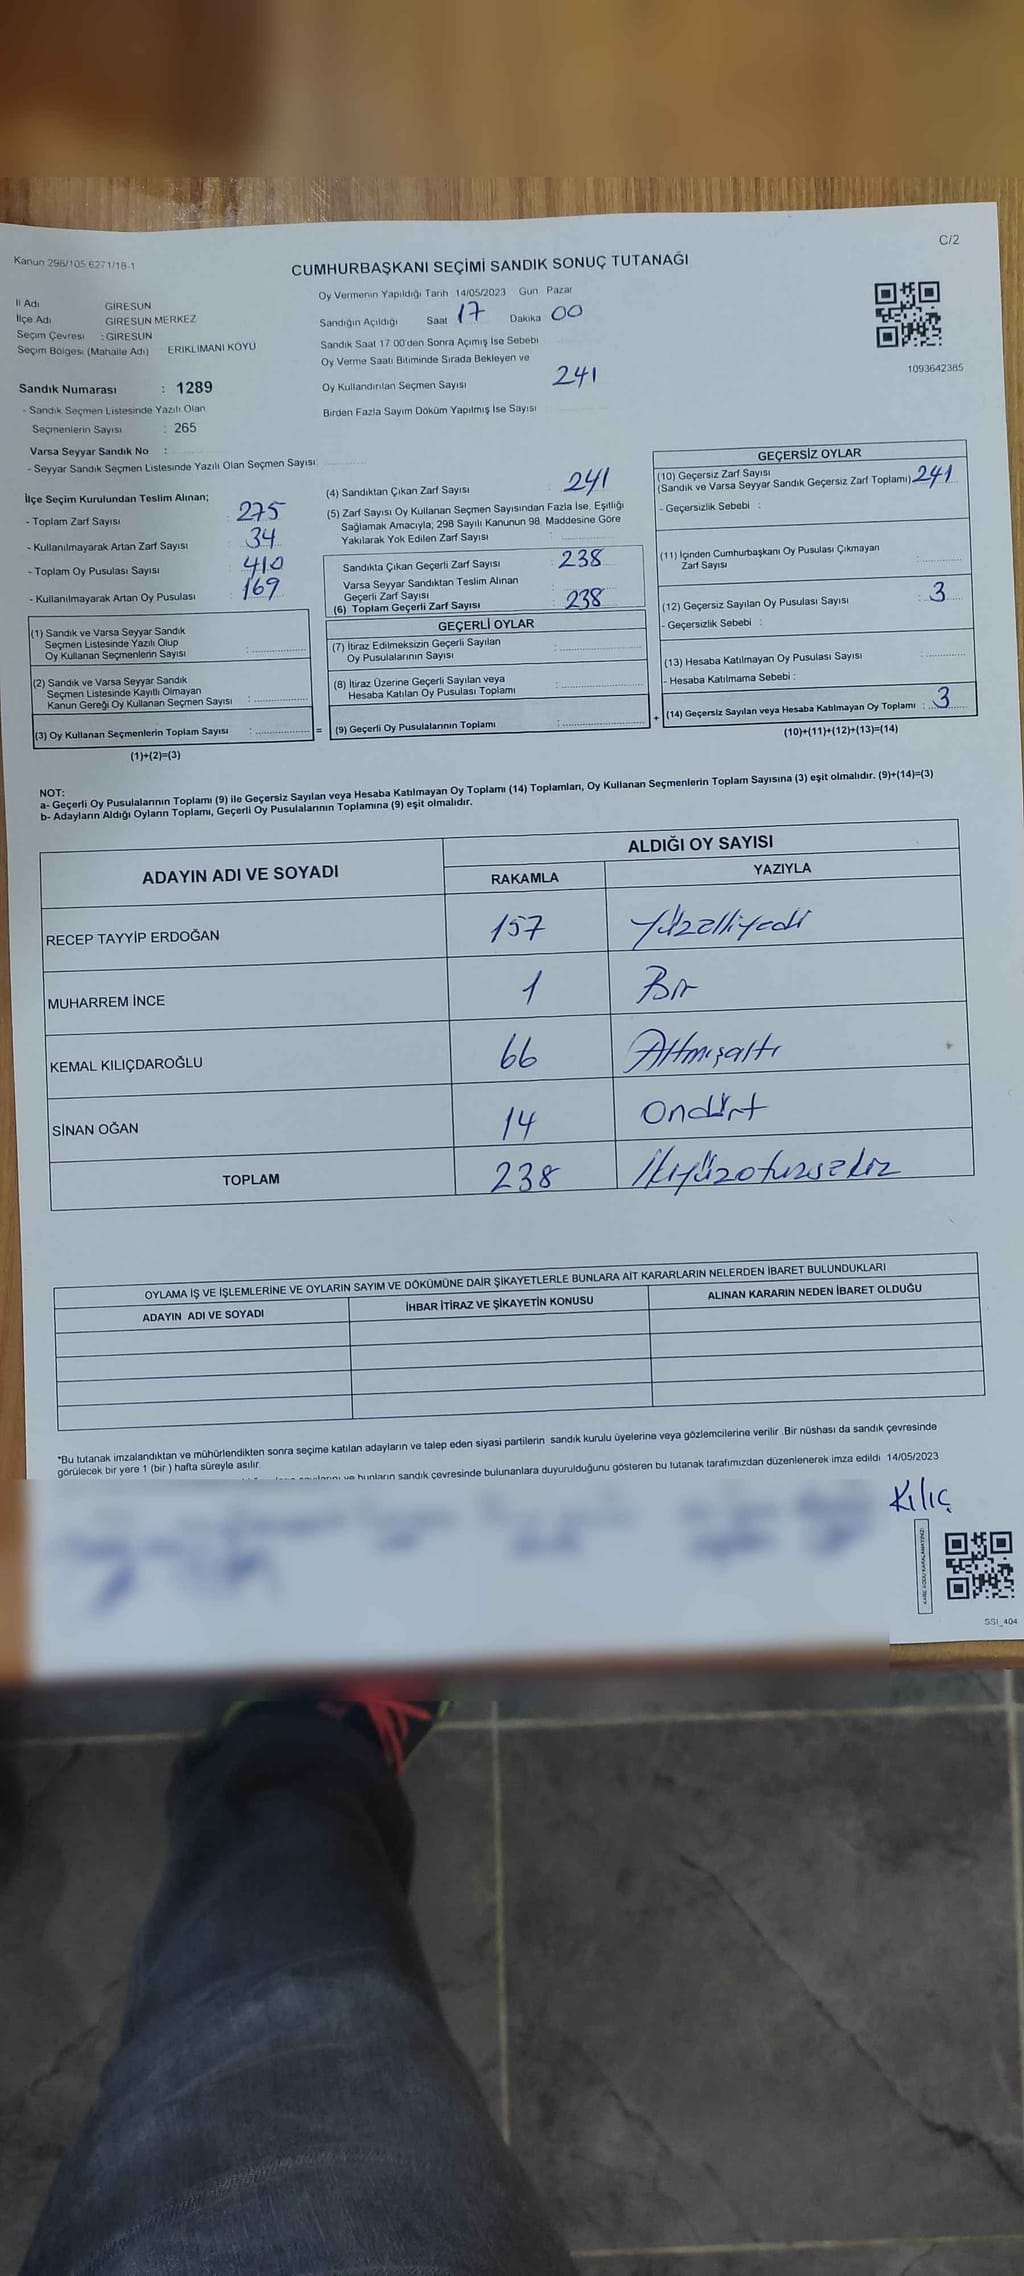 C/2
Kanun 298/105 6271/18-1
CUMHURBAŞKANI SEÇİMİ SANDIK SONUÇ TUTANAĞI
İl Adı GİRESUN
İlçe Adı GİRESUN MERKEZ
Seçim Çevresi : GİRESUN
Seçim Bölgesi (Mahalle Adı) ERİKLİMANI KÖYÜ
Sandık Numarası : 1289
- Sandık Seçmen Listesinde Yazılı Olan
Seçmenlerin Sayısı : 265
Varsa Seyyar Sandık No :
- Seyyar Sandık Seçmen Listesinde Yazılı Olan Seçmen Sayısı:
Oy Vermenin Yapıldığı Tarih 14/05/2023 Gün Pazar
Sandığın Açıldığı Saat 17 Dakika 00
Sandık Saat 17 00'den Sonra Açımış İse Sebebi
Oy Verme Saati Bitiminde Sırada Bekleyen ve
Oy Kullandırılan Seçmen Sayısı 241
Birden Fazla Sayım Döküm Yapılmış İse Sayısı
1093642385
İlçe Seçim Kurulundan Teslim Alınan;
- Toplam Zarf Sayısı : 275
- Kullanılmayarak Artan Zarf Sayısı : 34
- Toplam Oy Pusulası Sayısı : 410
- Kullanılmayarak Artan Oy Pusulası : 169
(1) Sandık ve Varsa Seyyar Sandık
Seçmen Listesinde Yazılı Olup
Oy Kullanan Seçmenlerin Sayısı :
(2) Sandık ve Varsa Seyyar Sandık
Seçmen Listesinde Kayıtlı Olmayan
Kanun Gereği Oy Kullanan Seçmen Sayısı :
(3) Oy Kullanan Seçmenlerin Toplam Sayısı : =
(1)+(2)=(3)
(4) Sandıktan Çıkan Zarf Sayısı : 241
(5) Zarf Sayısı Oy Kullanan Seçmen Sayısından Fazla İse, Eşitliği
Sağlamak Amacıyla; 298 Sayılı Kanunun 98. Maddesine Göre
Yakılarak Yok Edilen Zarf Sayısı :
Sandıkta Çıkan Geçerli Zarf Sayısı : 238
Varsa Seyyar Sandıktan Teslim Alınan
Geçerli Zarf Sayısı :
(6) Toplam Geçerli Zarf Sayısı : 238
GEÇERLİ OYLAR
(7) İtiraz Edilmeksizin Geçerli Sayılan
Oy Pusulalarının Sayısı :
(8) İtiraz Üzerine Geçerli Sayılan veya
Hesaba Katılan Oy Pusulası Toplamı :
(9) Geçerli Oy Pusulalarının Toplamı : +
GEÇERSİZ OYLAR
(10) Geçersiz Zarf Sayısı
(Sandık ve Varsa Seyyar Sandık Geçersiz Zarf Toplamı) 241
- Geçersizlik Sebebi :
(11) İçinden Cumhurbaşkanı Oy Pusulası Çıkmayan
Zarf Sayısı :
(12) Geçersiz Sayılan Oy Pusulası Sayısı : 3
- Geçersizlik Sebebi :
(13) Hesaba Katılmayan Oy Pusulası Sayısı :
- Hesaba Katılmama Sebebi :
(14) Geçersiz Sayılan veya Hesaba Katılmayan Oy Toplamı : 3
(10)+(11)+(12)+(13)=(14)
NOT:
a- Geçerli Oy Pusulalarının Toplamı (9) ile Geçersiz Sayılan veya Hesaba Katılmayan Oy Toplamı (14) Toplamları, Oy Kullanan Seçmenlerin Toplam Sayısına (3) eşit olmalıdır. (9)+(14)=(3)
b- Adayların Aldığı Oyların Toplamı, Geçerli Oy Pusulalarının Toplamına (9) eşit olmalıdır.
ADAYIN ADI VE SOYADI ALDIĞI OY SAYISI
RAKAMLA YAZIYLA
RECEP TAYYİP ERDOĞAN 157 Yüzelliyedi
MUHARREM İNCE 1 Bir
KEMAL KILIÇDAROĞLU 66 Altmışaltı
SİNAN OĞAN 14 Ondört
TOPLAM 238 İkiyüzotuzsekiz
OYLAMA İŞ VE İŞLEMLERİNE VE OYLARIN SAYIM VE DÖKÜMÜNE DAİR ŞİKAYETLERLE BUNLARA AİT KARARLARIN NELERDEN İBARET BULUNDUKLARI
ADAYIN ADI VE SOYADI İHBAR İTİRAZ VE ŞİKAYETİN KONUSU ALINAN KARARIN NEDEN İBARET OLDUĞU
*Bu tutanak imzalandıktan ve mühürlendikten sonra seçime katılan adayların ve talep eden siyasi partilerin sandık kurulu üyelerine veya gözlemcilerine verilir. Bir nüshası da sandık çevresinde
görülecek bir yere 1 (bir) hafta süreyle asılır.
ve bunların sandık çevresinde bulunanlara duyurulduğunu gösteren bu tutanak tarafımızdan düzenlenerek imza edildi 14/05/2023
Kılıç
SSI_404